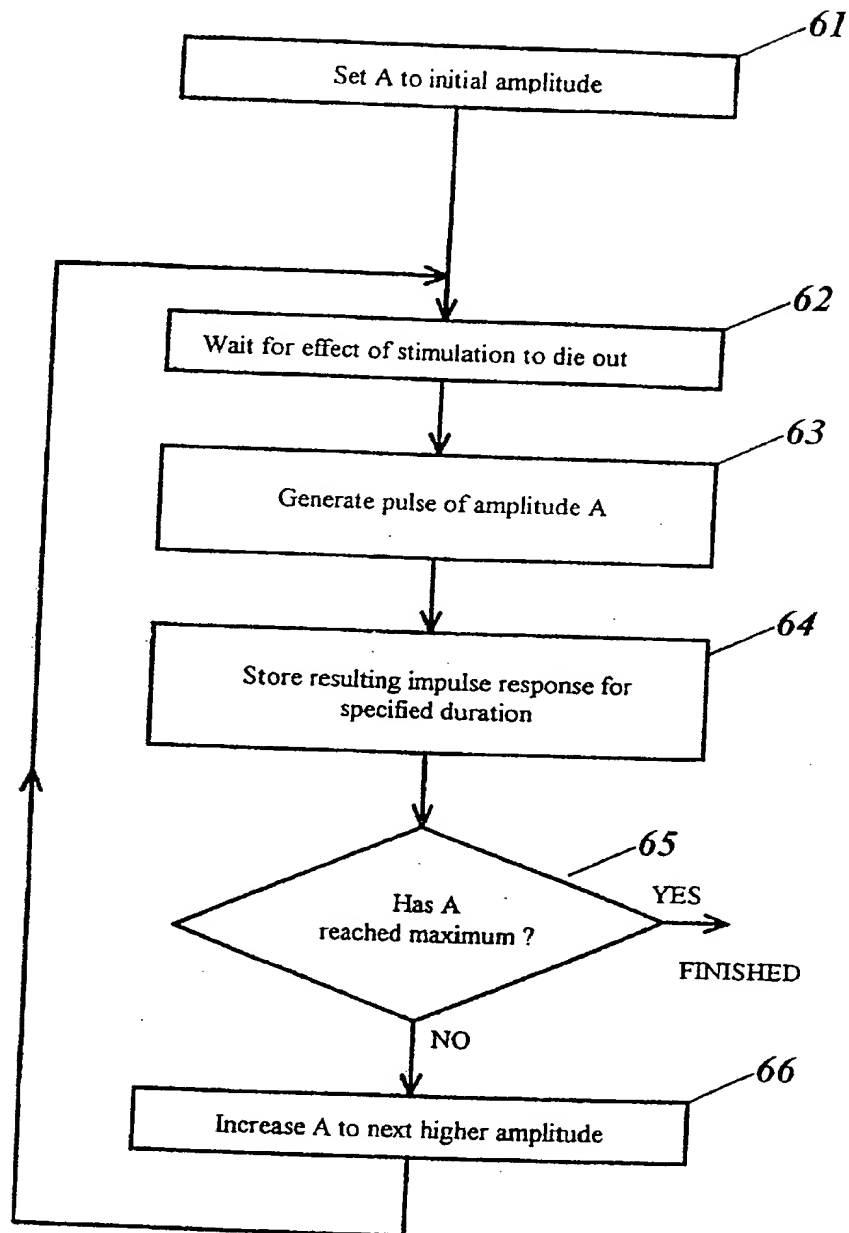 61
Set A to initial amplitude
62
Wait for effect of stimulation to die out
63
Generate pulse of amplitude A
64
Store resulting impulse response for
specified duration
65
Has A
reached maximum ?
YES
FINISHED
NO
66
Increase A to next higher amplitude